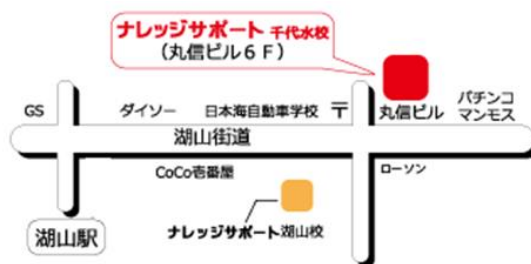 ナレッジサポート 千代水校
(丸信ビル6F)
GS
ダイソー
日本海自動車学校
〒
丸信ビル
パチンコ
マンモス
湖山街道
CoCo壱番屋
ローソン
湖山駅
ナレッジサポート 湖山校